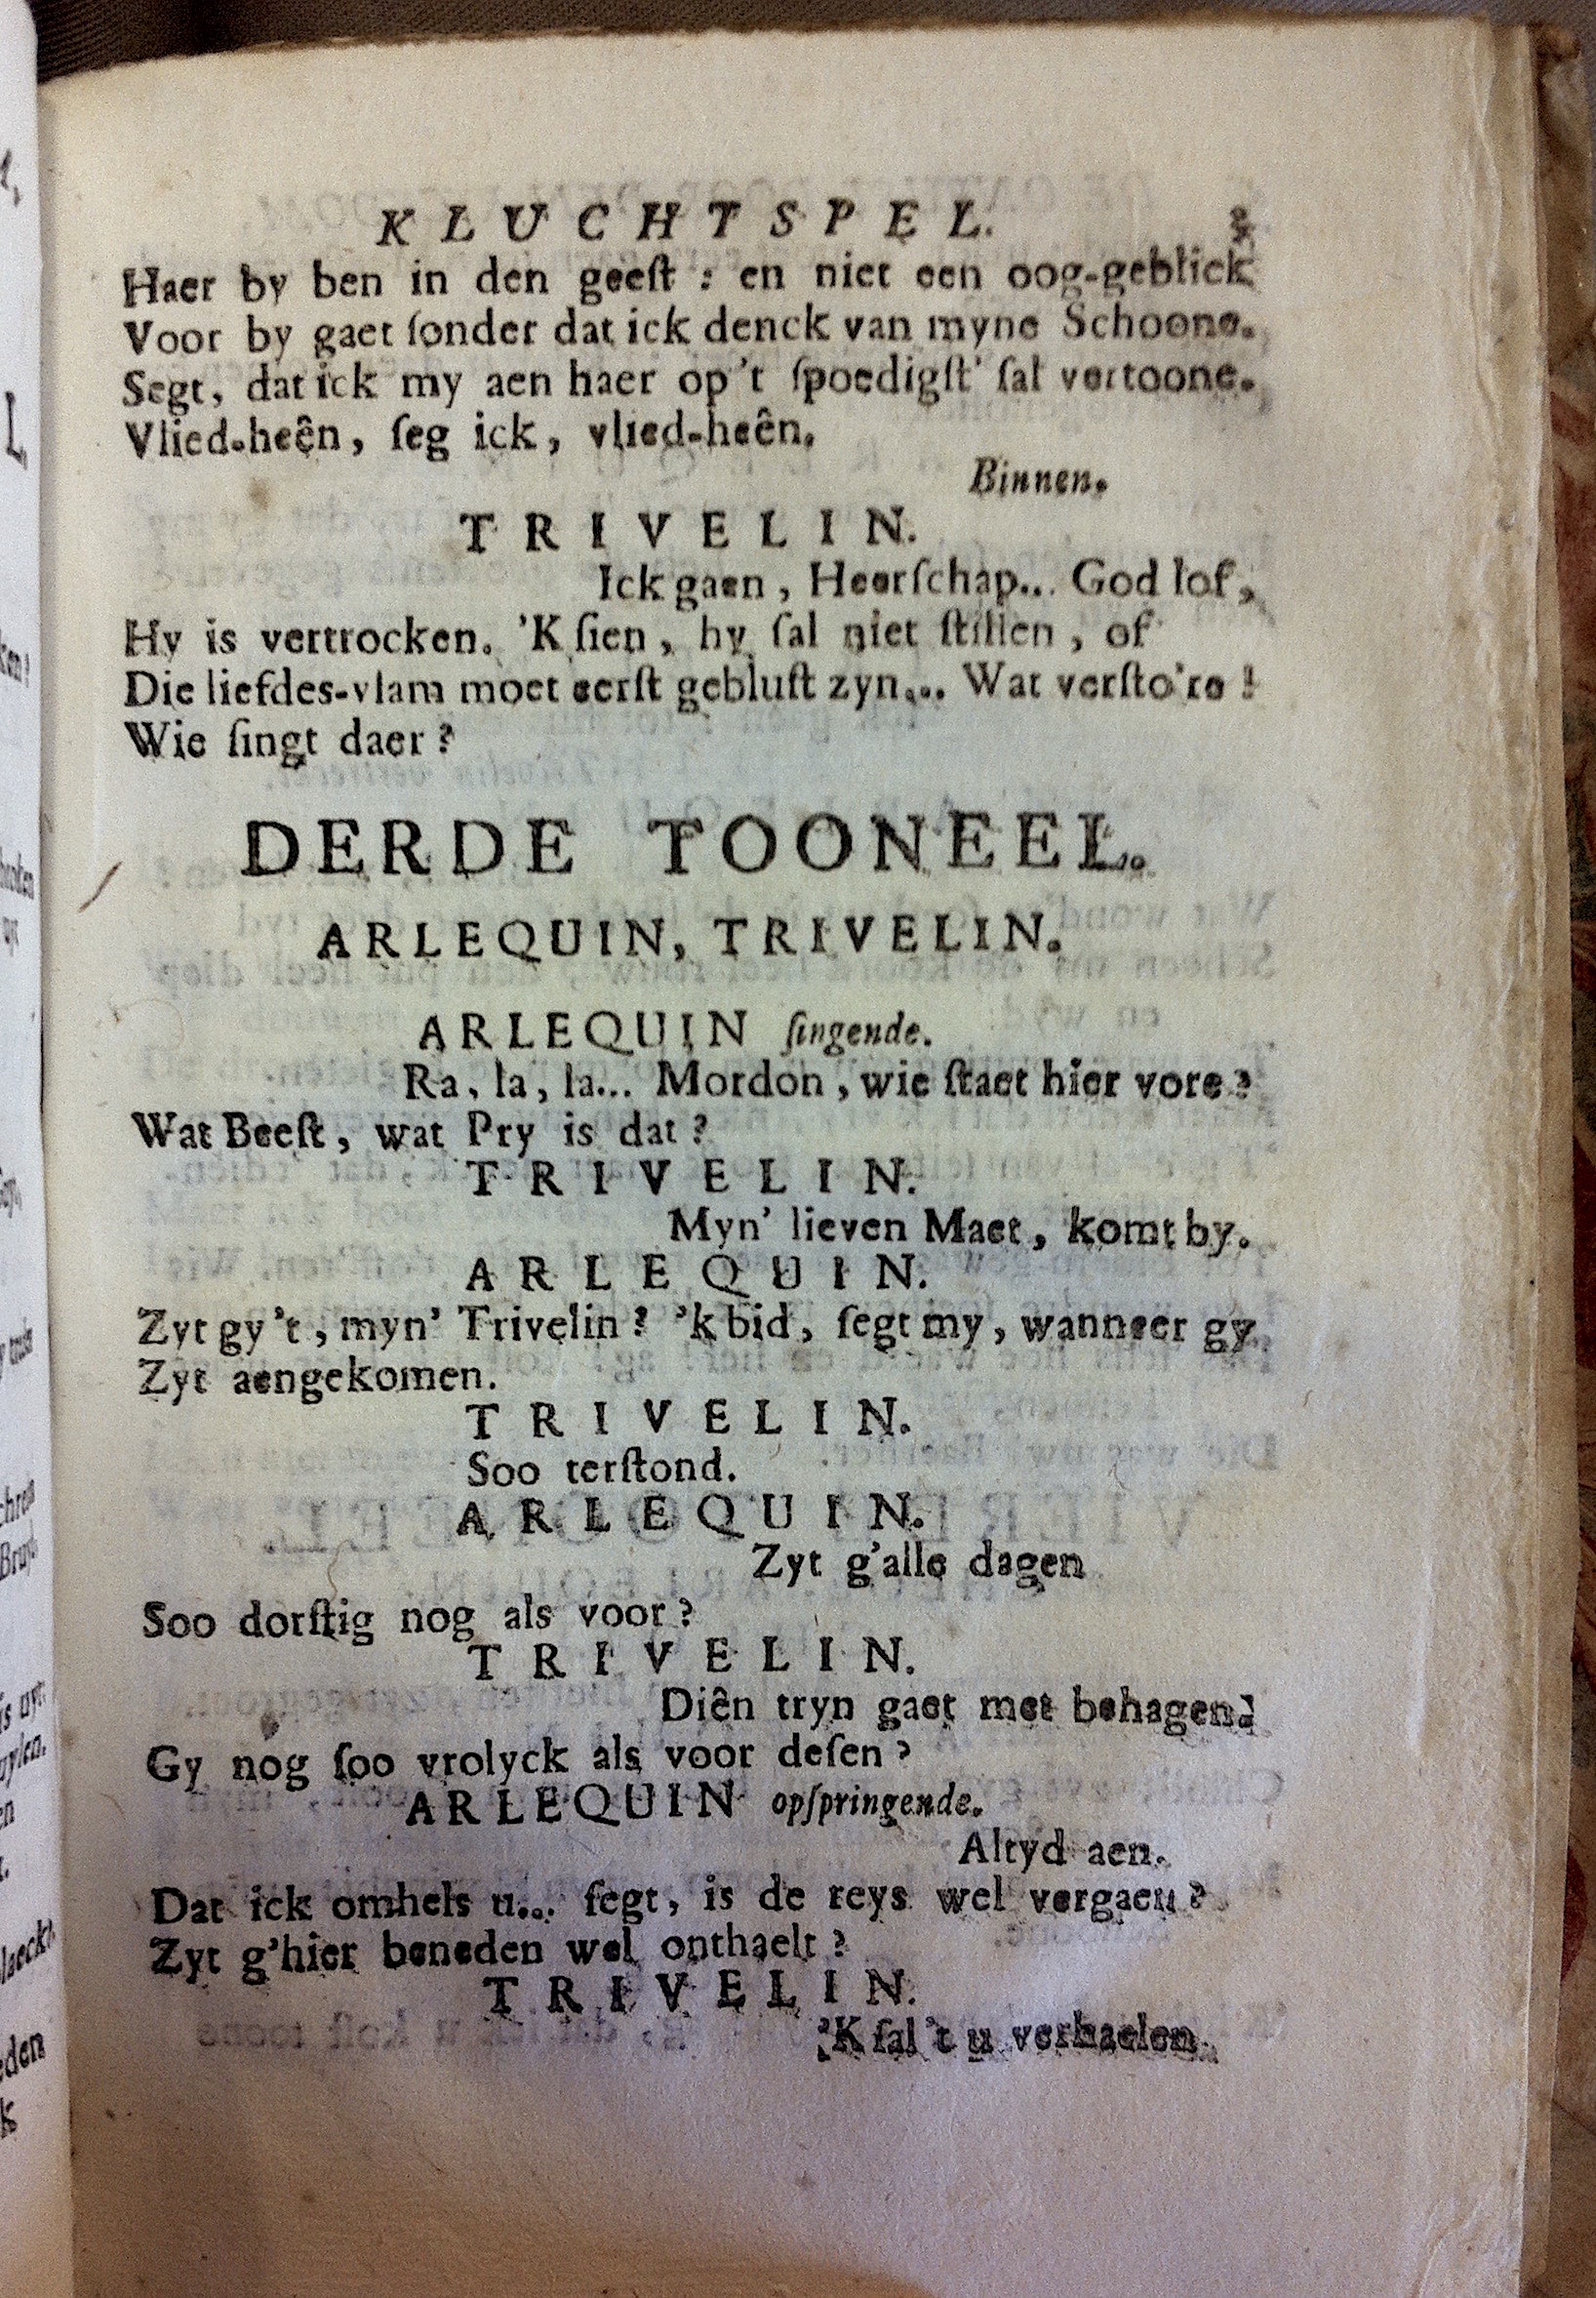 KLUCHTSPEL.
Haer by ben in den geeſt : en niet een oog-geblick
Voor by gaet ſonder dat ick denck van myne Schoone.
Segt, dat ick my aen haer op't ſpoedigſt' ſal vertoone.
Vlied-heên, ſeg ick, vlied-heên.
Binnen.
TRIVELIN.
Ick gaen, Heerſchap... God lof,
Hy is vertrocken. 'K ſien, hy ſal niet ſtillen, of
Die liefdes-vlam moet eerſt gebluſt zyn... Wat verſto're !
Wie ſingt daer ?
DERDE TOONEEL.
ARLEQUIN, TRIVELIN.
ARLEQUIN ſingende.
Ra, la, la... Mordon, wie ſtaet hier vore ?
Wat Beeſt, wat Pry is dat ?
TRIVELIN.
Myn' lieven Maet, komt by.
ARLEQUIN.
Zyt gy't, myn' Trivelin ? 'k bid, ſegt my, wanneer gy
Zyt aengekomen.
TRIVELIN.
Soo terſtond.
ARLEQUIN.
Zyt g'alle dagen
Soo dorſtig nog als voor ?
TRIVELIN.
Diên tryn gaet met behagen.
Gy nog ſoo vrolyck als voor deſen ?
ARLEQUIN opſpringende.
Altyd aen.
Dat ick omhels u... ſegt, is de reys wel vergaen ?
Zyt g'hier beneden wel onthaelt ?
TRIVELIN.
'K ſal 't u verhaelen